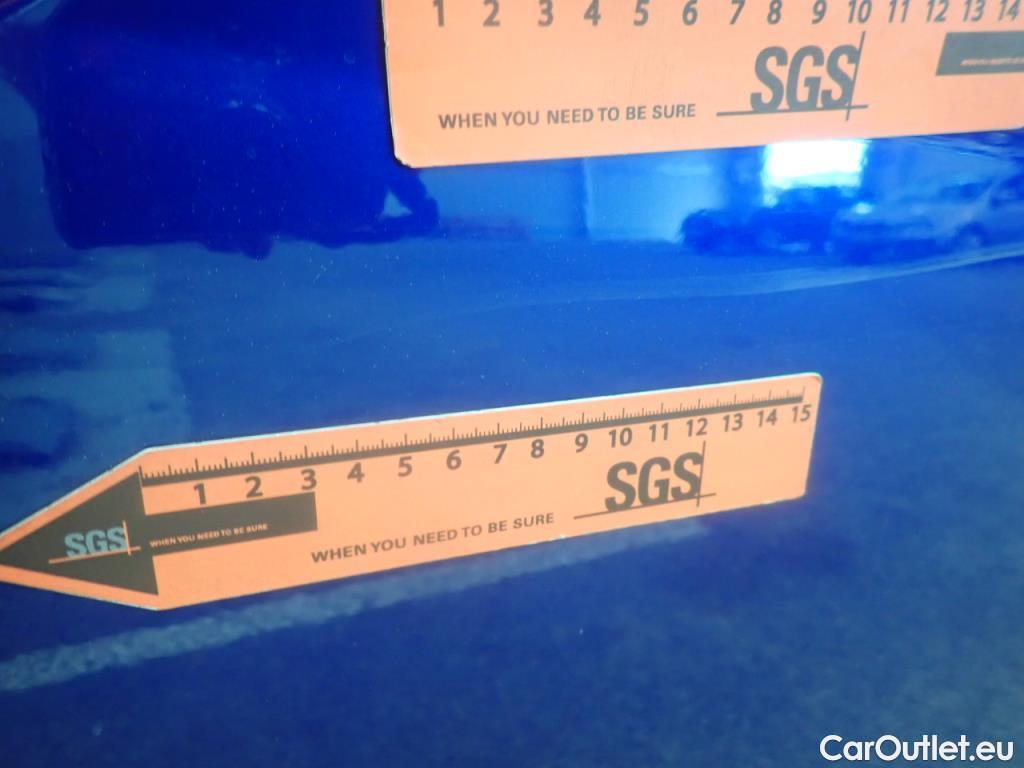 1 2 3 4 5 6 7 8 9 10 11 12 13 14
SGS
WHEN YOU NEED TO BE SURE
1 2 3 4 5 6 7 8 9 10 11 12 13 14 15
SGS WHEN YOU NEED TO BE SURE
WHEN YOU NEED TO BE SURE SGS
CarOutlet.eu